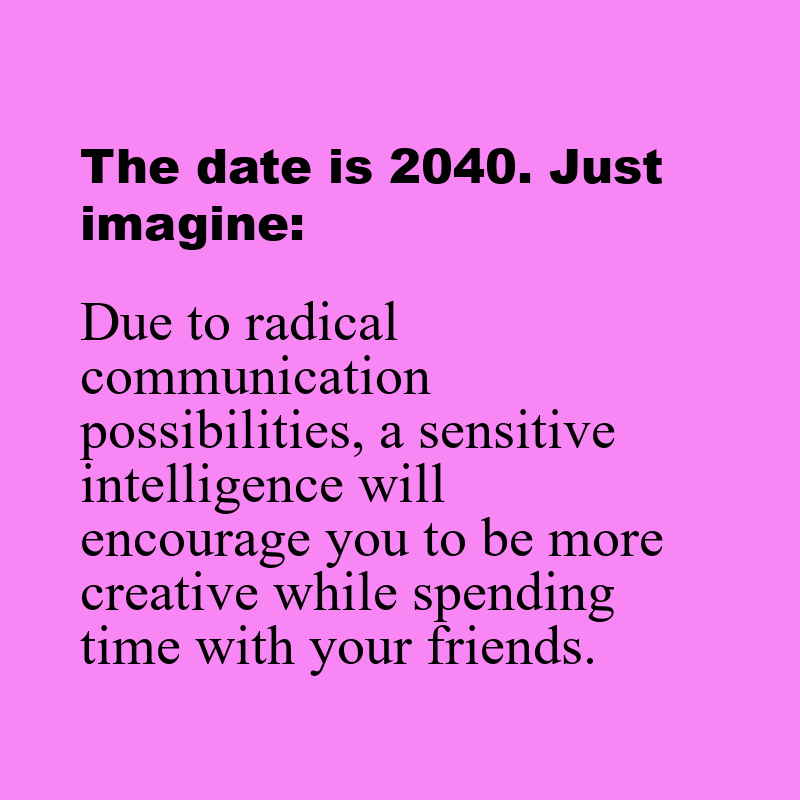 The date is 2040. Just
imagine:
Due to radical
communication
possibilities, a sensitive
intelligence will
encourage you to be more
creative while spending
time with your friends.